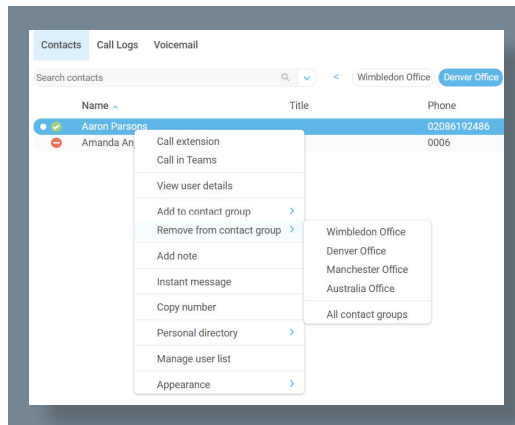 Contacts Call Logs Voicemail
Search contacts < Wimbledon Office Denver Office
Name Title Phone
Aaron Parsons 02086192486
Amanda An 0006
Call extension
Call in Teams
View user details
Add to contact group >
Remove from contact group >
Add note
Instant message
Copy number
Personal directory >
Manage user list
Appearance >
Wimbledon Office
Denver Office
Manchester Office
Australia Office
All contact groups